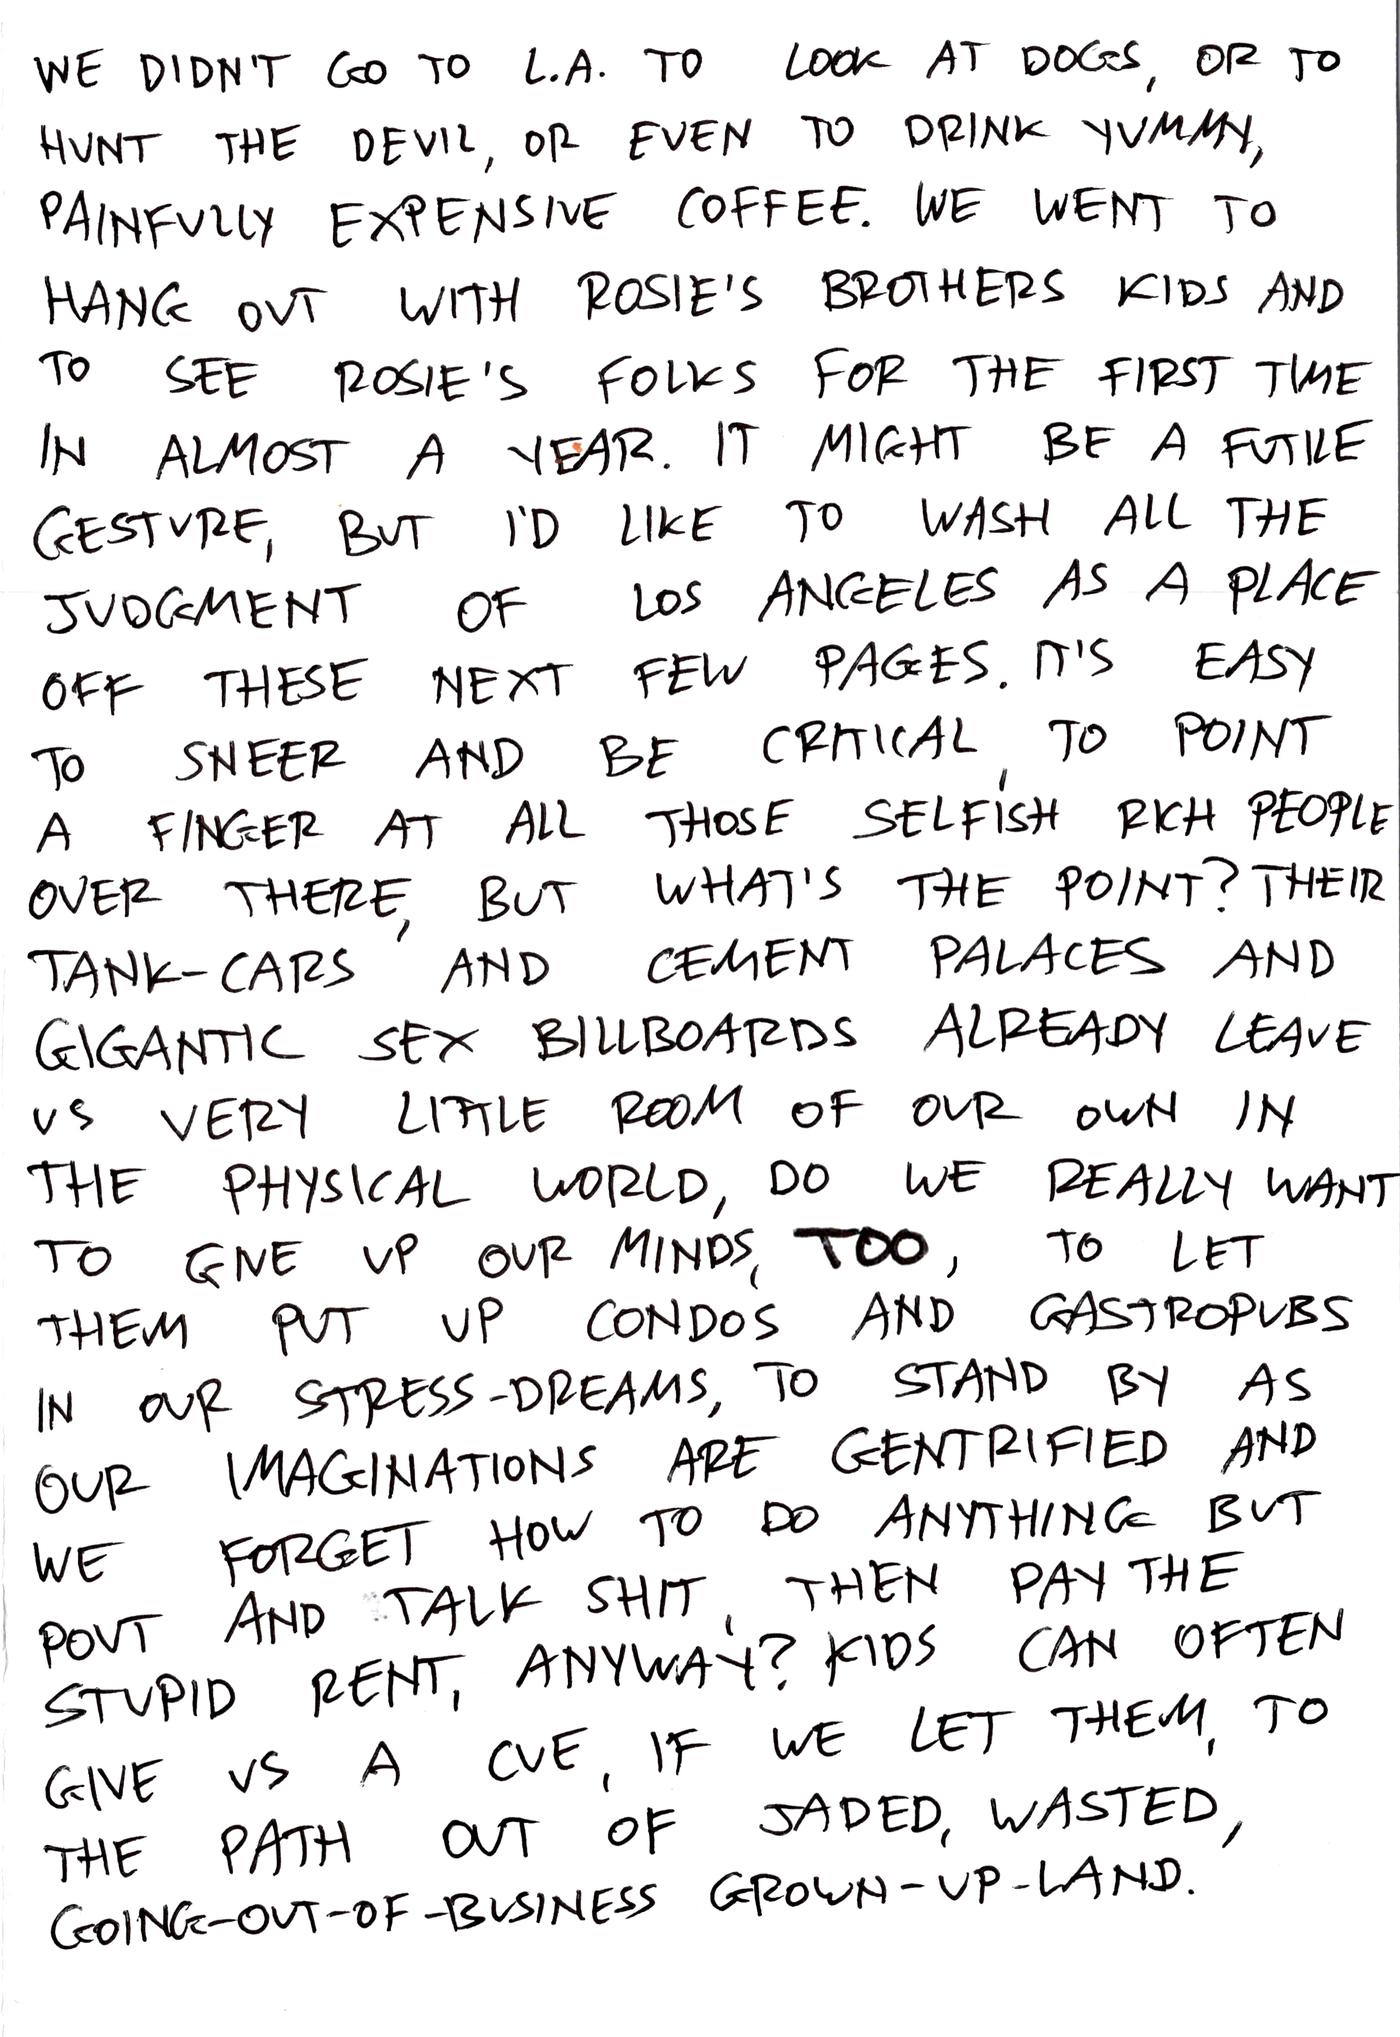 WE DIDN'T GO TO L.A. TO LOOK AT DOGS, OR TO
HUNT THE DEVIL, OR EVEN TO DRINK YUMMY,
PAINFULLY EXPENSIVE COFFEE. WE WENT TO
HANG OUT WITH ROSIE'S BROTHERS KIDS AND
TO SEE ROSIE'S FOLKS FOR THE FIRST TIME
IN ALMOST A YEAR. IT MIGHT BE A FUTILE
GESTURE, BUT I'D LIKE TO WASH ALL THE
JUDGMENT OF LOS ANGELES AS A PLACE
OFF THESE NEXT FEW PAGES. IT'S EASY
TO SNEER AND BE CRITICAL, TO POINT
A FINGER AT ALL THOSE SELFISH RICH PEOPLE
OVER THERE, BUT WHAT'S THE POINT? THEIR
TANK-CARS AND CEMENT PALACES AND
GIGANTIC SEX BILLBOARDS ALREADY LEAVE
US VERY LITTLE ROOM OF OUR OWN IN
THE PHYSICAL WORLD, DO WE REALLY WANT
TO GIVE UP OUR MINDS, TOO, TO LET
THEM PUT UP CONDOS AND GASTROPUBS
IN OUR STRESS-DREAMS, TO STAND BY AS
OUR IMAGINATIONS ARE GENTRIFIED AND
WE FORGET HOW TO DO ANYTHING BUT
POUT AND TALK SHIT, THEN PAY THE
STUPID RENT, ANYWAY? KIDS CAN OFTEN
GIVE US A CUE, IF WE LET THEM, TO
THE PATH OUT OF JADED, WASTED,
GOING-OUT-OF-BUSINESS GROWN-UP-LAND.